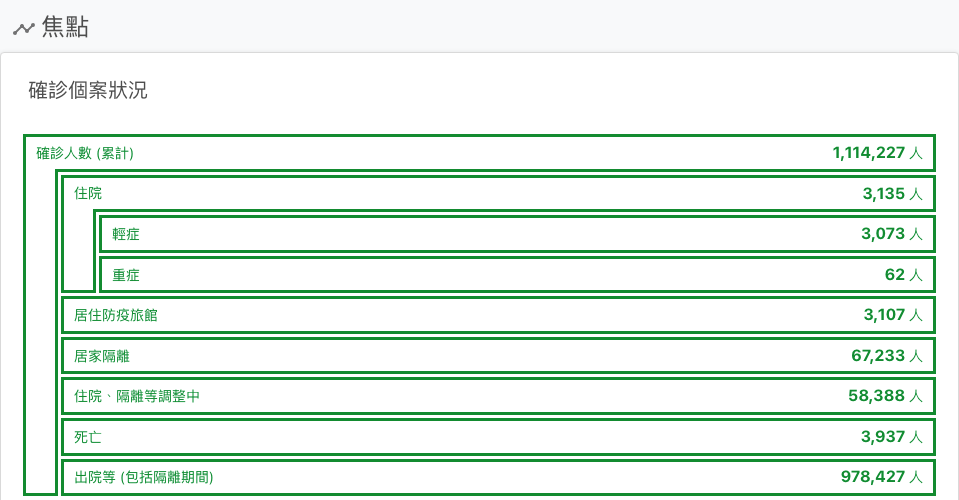 焦點
確診個案狀況
確診人數 (累計) 1,114,227 人
住院 3,135 人
輕症 3,073 人
重症 62 人
居住防疫旅館 3,107 人
居家隔離 67,233 人
住院、隔離等調整中 58,388 人
死亡 3,937 人
出院等 (包括隔離期間) 978,427 人